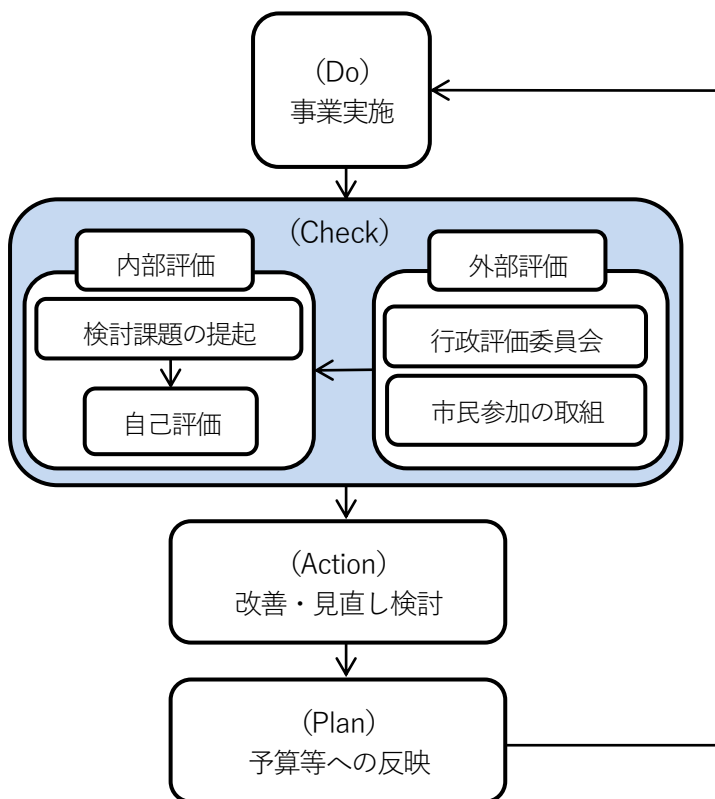 (Do)
事業実施
(Check)
内部評価
検討課題の提起
自己評価
外部評価
行政評価委員会
市民参加の取組
(Action)
改善・見直し検討
(Plan)
予算等への反映